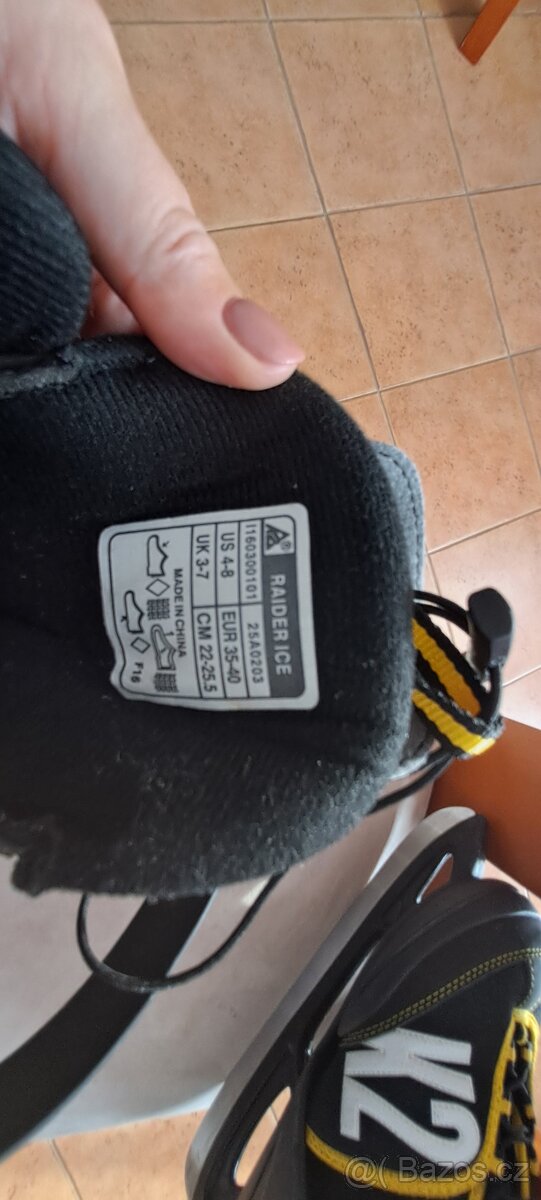 RAIDER ICE
I160300101 25A0203
US 4-8 EUR 35-40
UK 3-7 CM 22-25.5
MADE IN CHINA
F16
K2
Bazos.cz